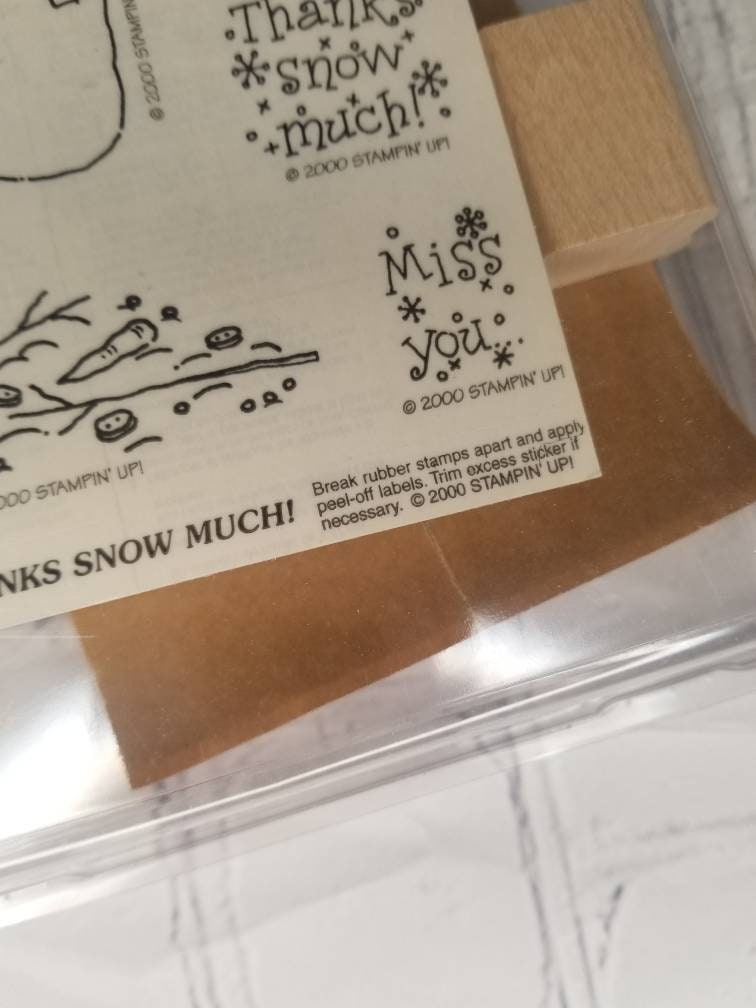 © 2000 STAMPIN'
Thanks
snow
much!
© 2000 STAMPIN' UP!
Miss
you...
© 2000 STAMPIN' UP!
000 STAMPIN' UP!
NKS SNOW MUCH!
Break rubber stamps apart and apply
peel-off labels. Trim excess sticker if
necessary. © 2000 STAMPIN' UP!